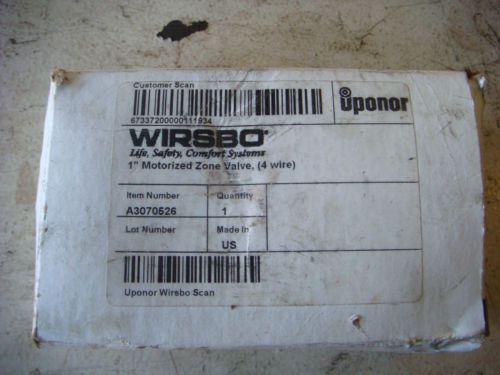 Customer Scan
67337200000111934
uponor
WIRSBO
Life, Safety, Comfort Systems
1" Motorized Zone Valve, (4 wire)
Item Number Quantity
A3070526 1
Lot Number Made In
US
Uponor Wirsbo Scan